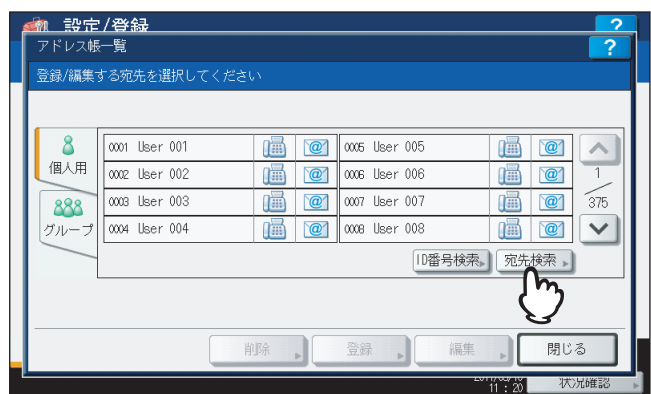 設定/登録
?
アドレス帳一覧
?
登録/編集する宛先を選択してください
個人用
グループ
0001 User 001
0005 User 005
0002 User 002
0006 User 006
0003 User 003
0007 User 007
0004 User 004
0008 User 008
1
375
ID番号検索
宛先検索
削除
登録
編集
閉じる
11 : 20
状況確認